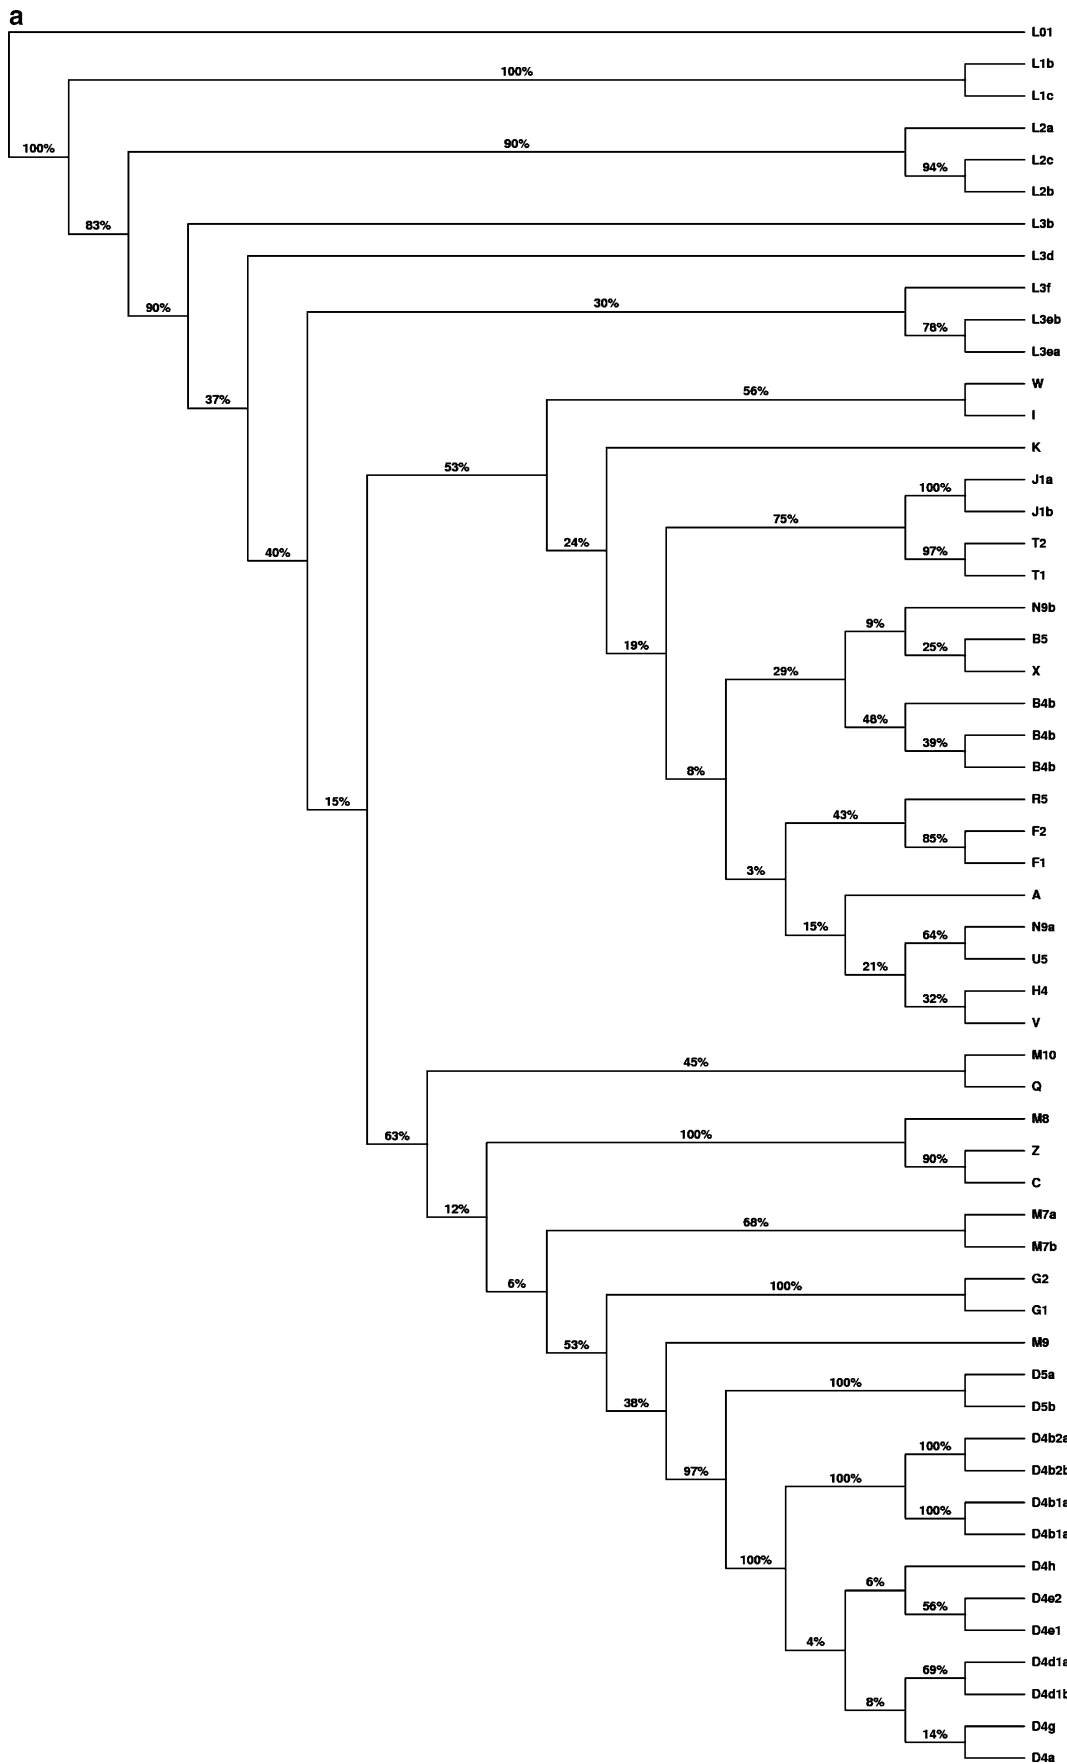 a
L01
L1b
100%
L1c
L2a
90%
100%
L2c
94%
L2b
L3b
83%
L3d
L3f
30%
90%
L3eb
78%
L3ea
W
56%
37%
I
K
53%
J1a
100%
J1b
75%
T2
24%
40%
97%
T1
N9b
9%
B5
19%
25%
X
29%
B4b
48%
B4b
39%
B4b
8%
R5
15%
43%
F2
85%
F1
3%
A
N9a
15%
64%
U5
21%
H4
32%
V
M10
45%
Q
M8
63%
100%
Z
90%
C
12%
M7a
68%
M7b
G2
6%
100%
G1
M9
53%
D5a
100%
38%
D5b
D4b2a
100%
97%
D4b2b
100%
D4b1a
100%
D4b1a
100%
D4h
6%
D4e2
56%
D4e1
4%
D4d1a
69%
D4d1b
8%
D4g
14%
D4a